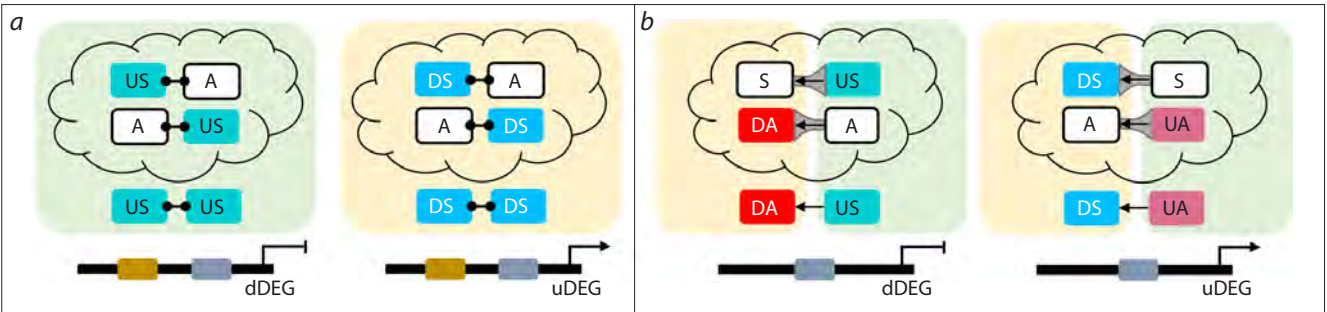 a
US A
A US
US US
dDEG
DS A
A DS
DS DS
uDEG
b
S US
DA A
DA US
dDEG
DS S
A UA
DS UA
uDEG